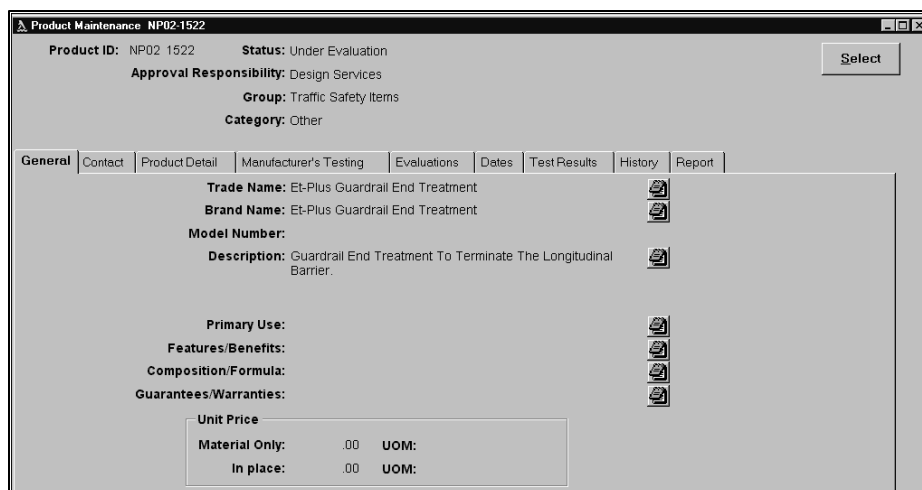 Product Maintenance NP02-1522
Product ID: NP02 1522 Status: Under Evaluation
Select
Approval Responsibility: Design Services
Group: Traffic Safety Items
Category: Other
General Contact Product Detail Manufacturer's Testing Evaluations Dates Test Results History Report
Trade Name: Et-Plus Guardrail End Treatment
Brand Name: Et-Plus Guardrail End Treatment
Model Number:
Description: Guardrail End Treatment To Terminate The Longitudinal
Barrier.
Primary Use:
Features/Benefits:
Composition/Formula:
Guarantees/Warranties:
Unit Price
Material Only: .00 UOM:
In place: .00 UOM: